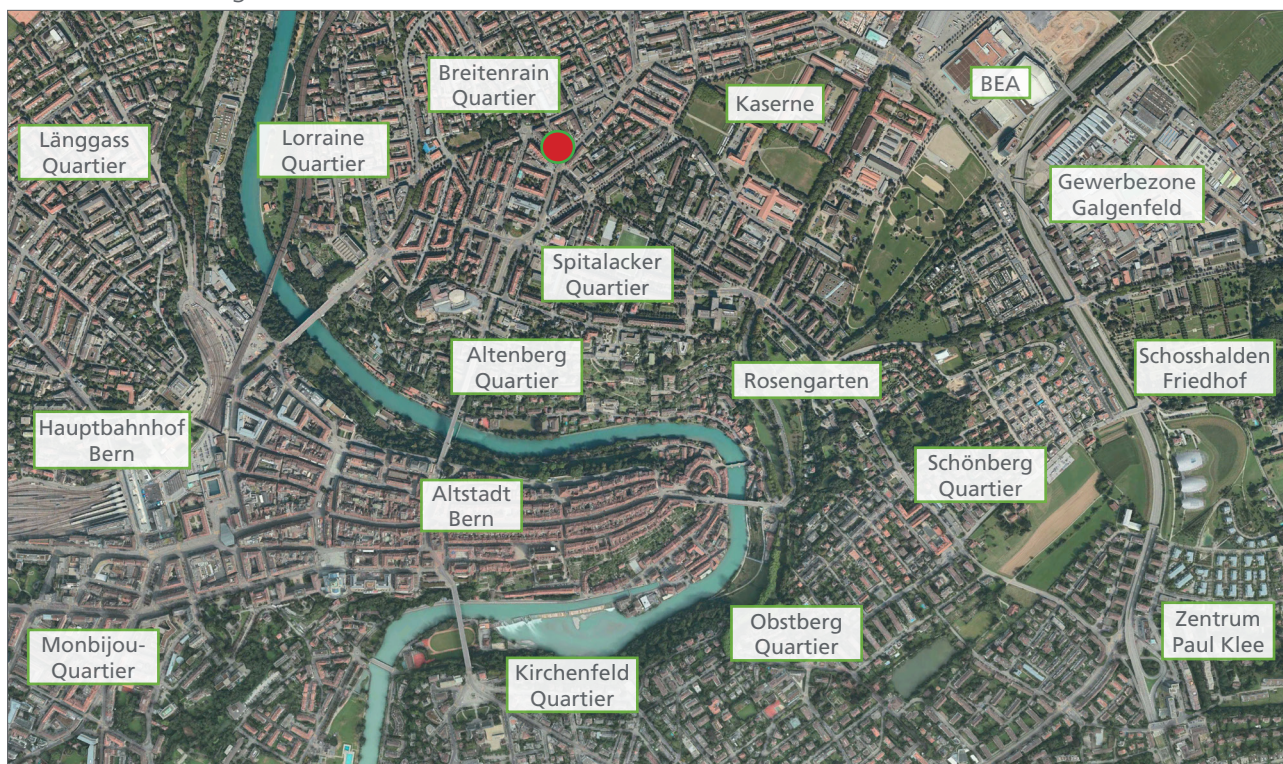 Breitenrain
Quartier
Kaserne
BEA
Länggass
Quartier
Lorraine
Quartier
Gewerbezone
Galgenfeld
Spitalacker
Quartier
Altenberg
Quartier
Rosengarten
Schosshalden
Friedhof
Hauptbahnhof
Bern
Altstadt
Bern
Schönberg
Quartier
Monbijou-
Quartier
Kirchenfeld
Quartier
Obstberg
Quartier
Zentrum
Paul Klee